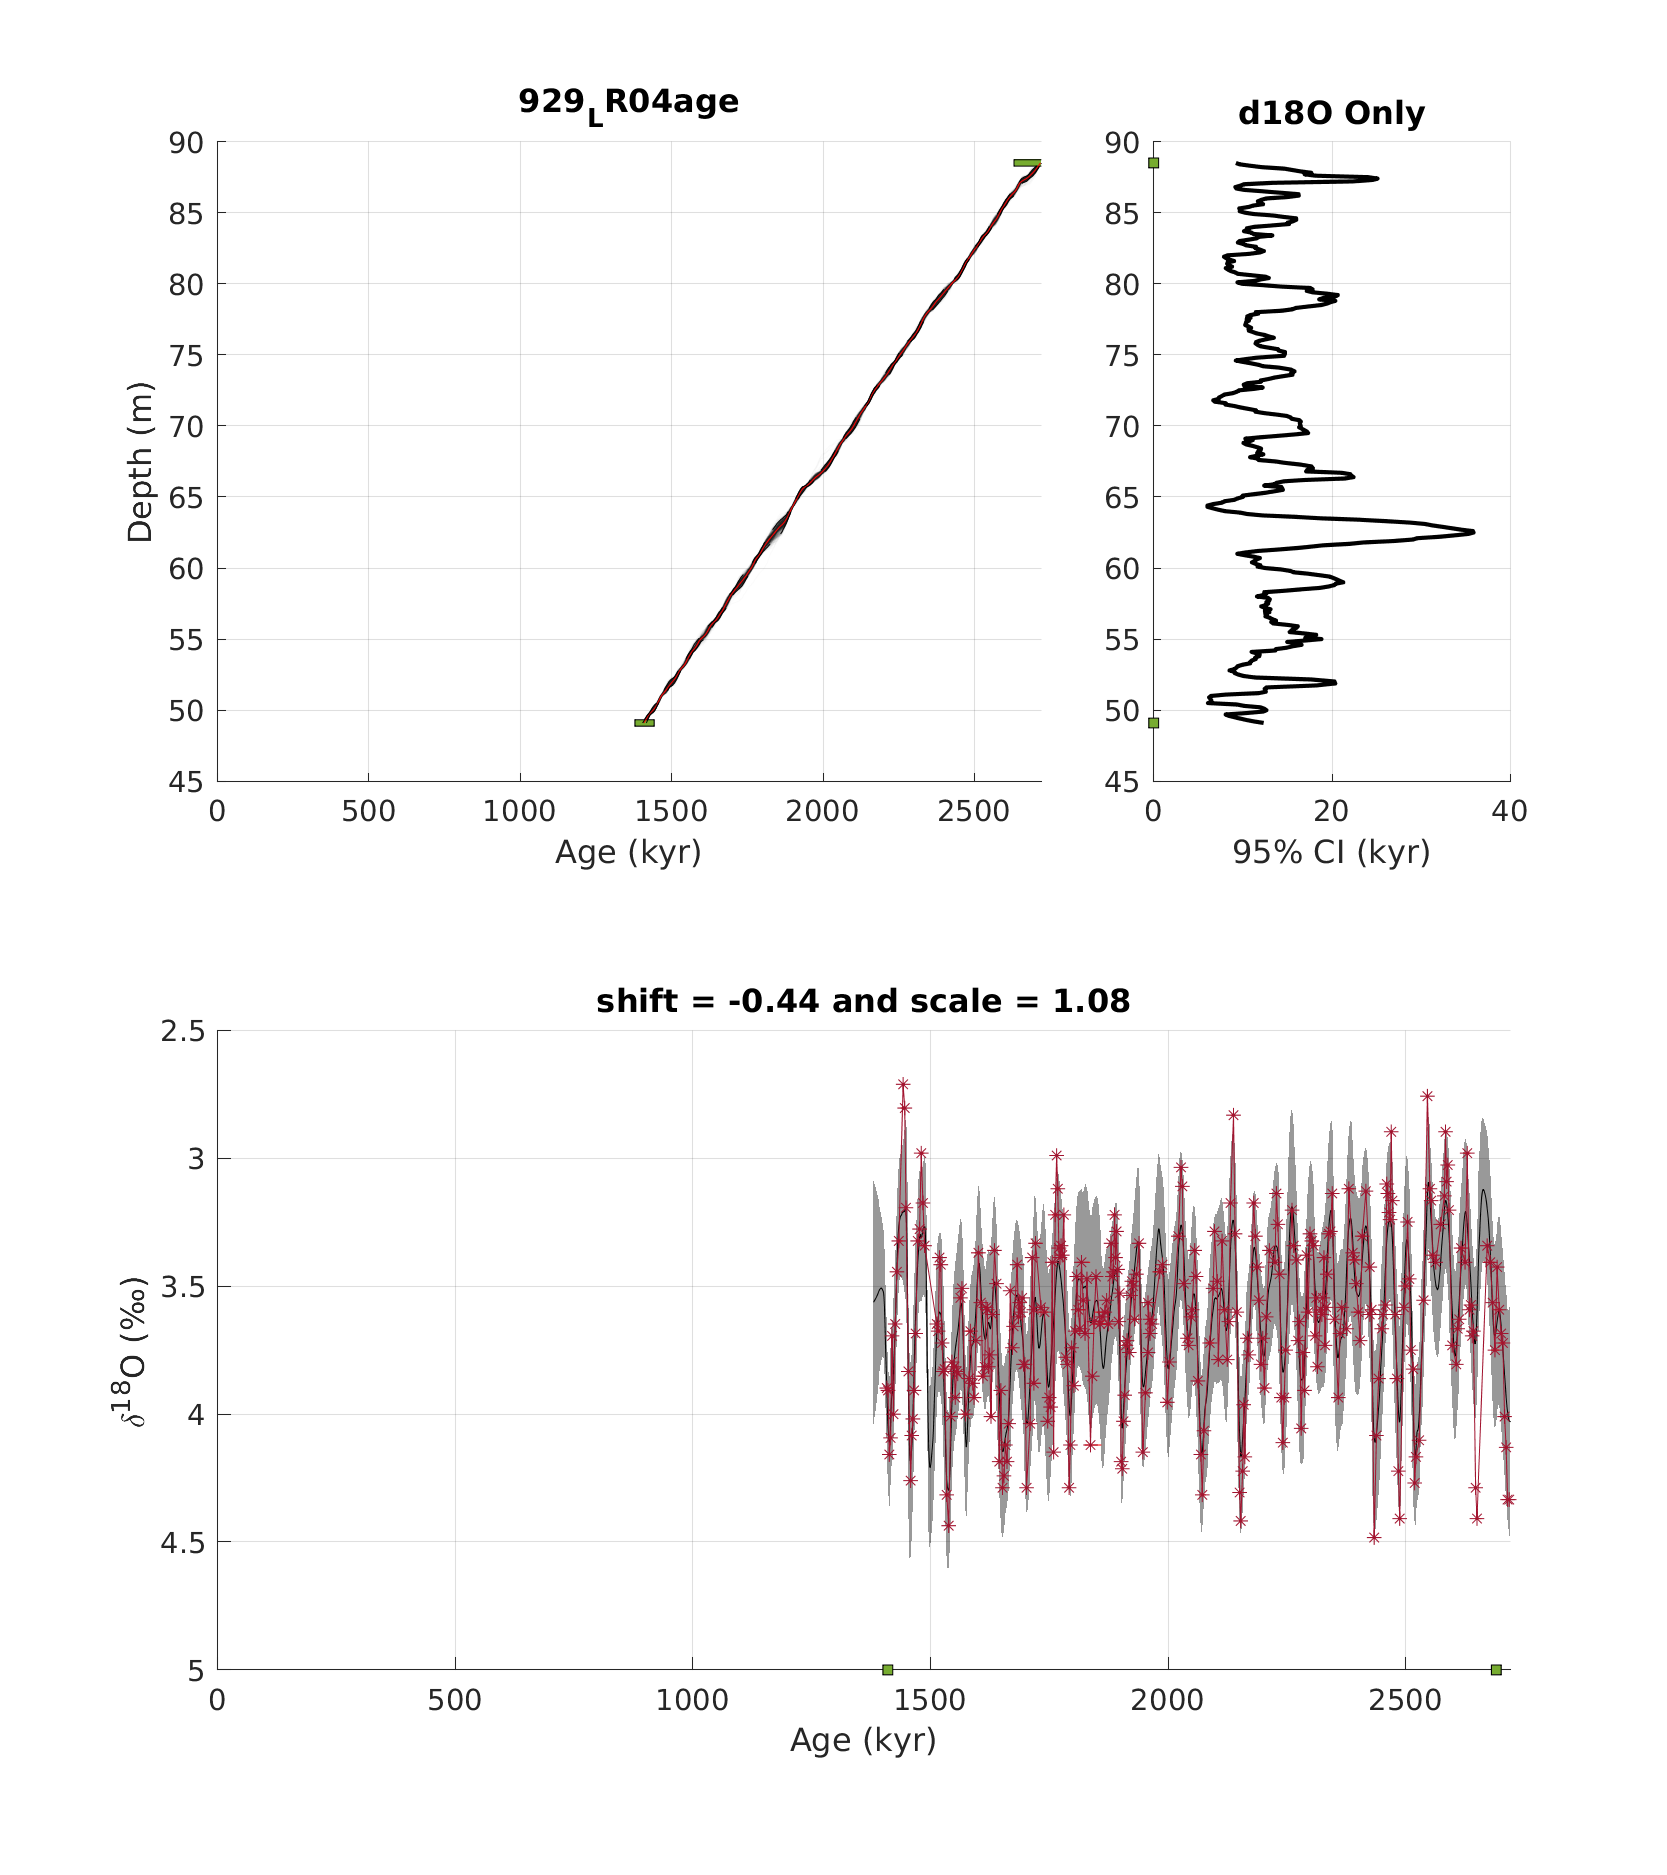 929LR04age
90
85
80
75
70
65
60
55
50
45
Depth (m)
0 500 1000 1500 2000 2500
Age (kyr)
d18O Only
90
85
80
75
70
65
60
55
50
45
0 20 40
95% CI (kyr)
shift = -0.44 and scale = 1.08
2.5
3
3.5
4
4.5
5
δ18O (‰)
0 500 1000 1500 2000 2500
Age (kyr)